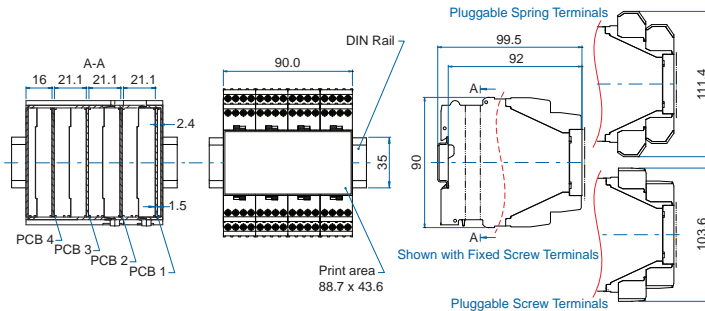 Pluggable Spring Terminals
DIN Rail
99.5
A-A
90.0
92
16 21.1 21.1 21.1
A
111.4
2.4
35
90
1.5
PCB 4
PCB 3
PCB 2
PCB 1
A
Shown with Fixed Screw Terminals
103.6
Print area
88.7 x 43.6
Pluggable Screw Terminals